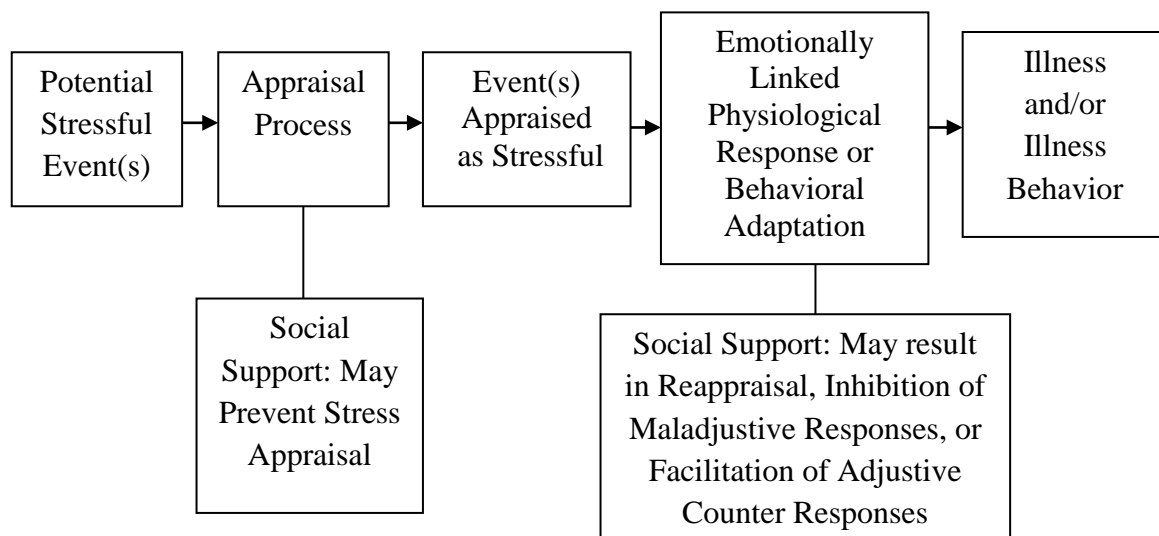 Potential
Stressful
Event(s)
Appraisal
Process
Event(s)
Appraised
as Stressful
Emotionally
Linked
Physiological
Response or
Behavioral
Adaptation
Illness
and/or
Illness
Behavior
Social
Support: May
Prevent Stress
Appraisal
Social Support: May result
in Reappraisal, Inhibition of
Maladjustive Responses, or
Facilitation of Adjustive
Counter Responses